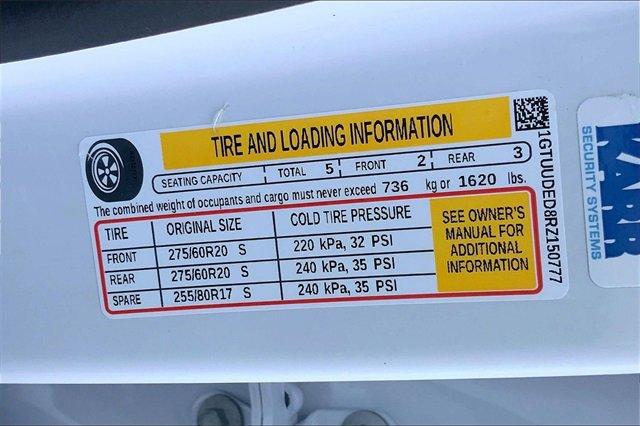 TIRE AND LOADING INFORMATION
SEATING CAPACITY TOTAL 5 FRONT 2 REAR 3
The combined weight of occupants and cargo must never exceed 736 kg or 1620 lbs.
TIRE ORIGINAL SIZE COLD TIRE PRESSURE
FRONT 275/60R20 S 220 kPa, 32 PSI
REAR 275/60R20 S 240 kPa, 35 PSI
SPARE 255/80R17 S 240 kPa, 35 PSI
SEE OWNER'S
MANUAL FOR
ADDITIONAL
INFORMATION
1GTUUDED8RZ150777
SECURITY SYSTEMS